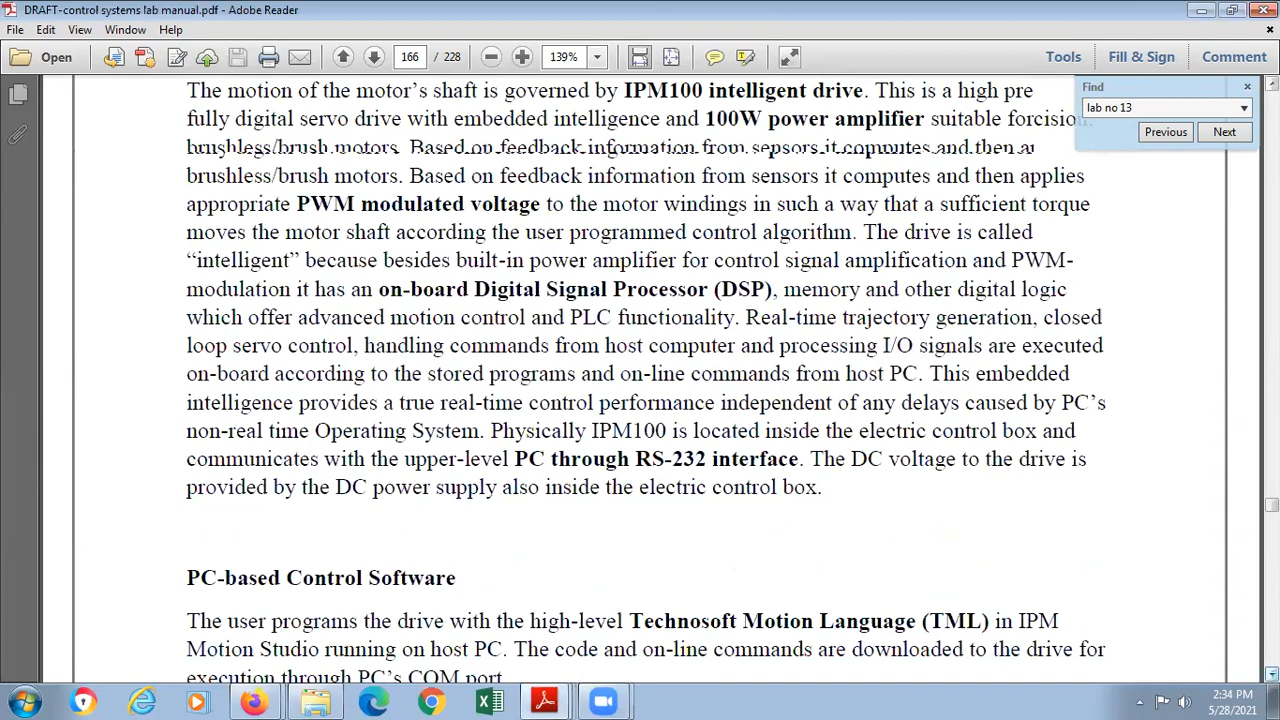 DRAFT-control systems lab manual.pdf - Adobe Reader
File Edit View Window Help
Open 166 / 228 139% Tools Fill & Sign Comment
Find
lab no 13
Previous Next
The motion of the motor's shaft is governed by IPM100 intelligent drive. This is a high pre
fully digital servo drive with embedded intelligence and 100W power amplifier suitable forcision,
brushless/brush motors. Based on feedback information from sensors it computes and then
brushless/brush motors. Based on feedback information from sensors it computes and then applies
appropriate PWM modulated voltage to the motor windings in such a way that a sufficient torque
moves the motor shaft according the user programmed control algorithm. The drive is called
“intelligent” because besides built-in power amplifier for control signal amplification and PWM-
modulation it has an on-board Digital Signal Processor (DSP), memory and other digital logic
which offer advanced motion control and PLC functionality. Real-time trajectory generation, closed
loop servo control, handling commands from host computer and processing I/O signals are executed
on-board according to the stored programs and on-line commands from host PC. This embedded
intelligence provides a true real-time control performance independent of any delays caused by PC's
non-real time Operating System. Physically IPM100 is located inside the electric control box and
communicates with the upper-level PC through RS-232 interface. The DC voltage to the drive is
provided by the DC power supply also inside the electric control box.
PC-based Control Software
The user programs the drive with the high-level Technosoft Motion Language (TML) in IPM
Motion Studio running on host PC. The code and on-line commands are downloaded to the drive for
execution through PC's COM port
2:34 PM
5/28/2021